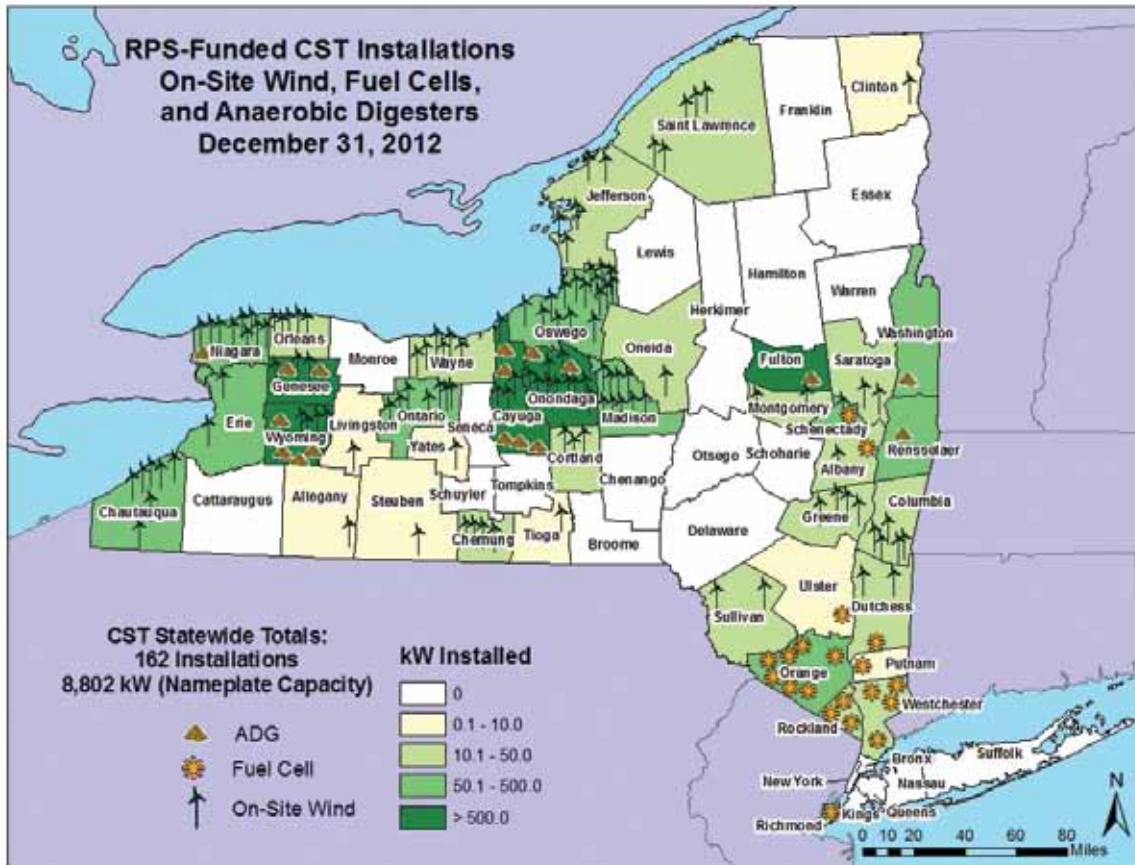 RPS-Funded CST Installations
On-Site Wind, Fuel Cells,
and Anaerobic Digesters
December 31, 2012
Clinton
Franklin
Saint Lawrence
Essex
Jefferson
Lewis
Hamilton
Warren
Herkimer
Washington
Oswego
Oneida
Niagara
Orleans
Monroe
Wayne
Fulton
Saratoga
Genesee
Onondaga
Madison
Montgomery
Erie
Ontario
Cayuga
Seneca
Livingston
Wyoming
Yates
Schenectady
Rensselaer
Cortland
Otsego
Schoharie
Albany
Chenango
Cattaraugus
Allegany
Steuben
Schuyler
Tompkins
Columbia
Chautauqua
Greene
Delaware
Chemung
Tioga
Broome
Ulster
Dutchess
Sullivan
Orange
Putnam
Westchester
Rockland
Bronx
Suffolk
New York
Nassau
Kings
Queens
Richmond
CST Statewide Totals:
162 Installations
8,802 kW (Nameplate Capacity)
ADG
Fuel Cell
On-Site Wind
kW Installed
0
0.1 - 10.0
10.1 - 50.0
50.1 - 500.0
> 500.0
N
0 10 20 40 60 80
Miles